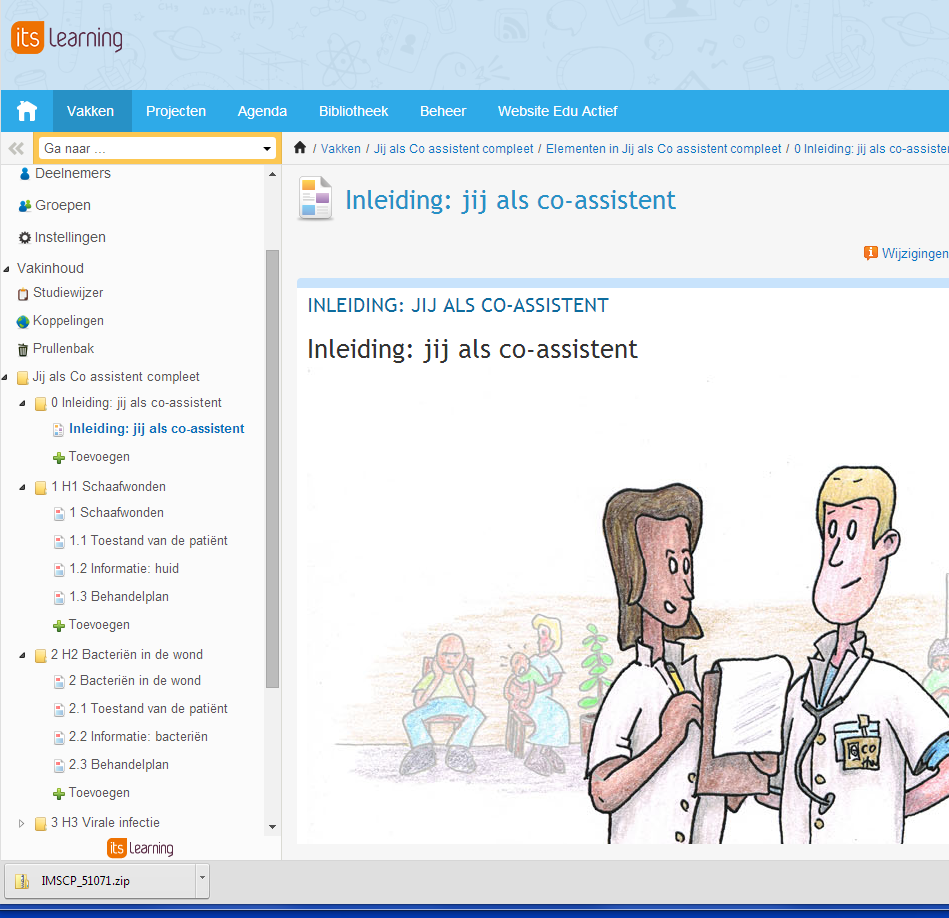 its learning
Vakken Projecten Agenda Bibliotheek Beheer Website Edu Actief
Ga naar ...
/ Vakken / Jij als Co assistent compleet / Elementen in Jij als Co assistent compleet / 0 Inleiding: jij als co-assisten
Deelnemers
Groepen
Instellingen
Vakinhoud
Studiewijzer
Koppelingen
Prullenbak
Jij als Co assistent compleet
0 Inleiding: jij als co-assistent
Inleiding: jij als co-assistent
Toevoegen
1 H1 Schaafwonden
1 Schaafwonden
1.1 Toestand van de patiënt
1.2 Informatie: huid
1.3 Behandelplan
Toevoegen
2 H2 Bacteriën in de wond
2 Bacteriën in de wond
2.1 Toestand van de patiënt
2.2 Informatie: bacteriën
2.3 Behandelplan
Toevoegen
3 H3 Virale infectie
its learning
Inleiding: jij als co-assistent
Wijzigingen
INLEIDING: JIJ ALS CO-ASSISTENT
Inleiding: jij als co-assistent
CO
IMSCP_51071.zip